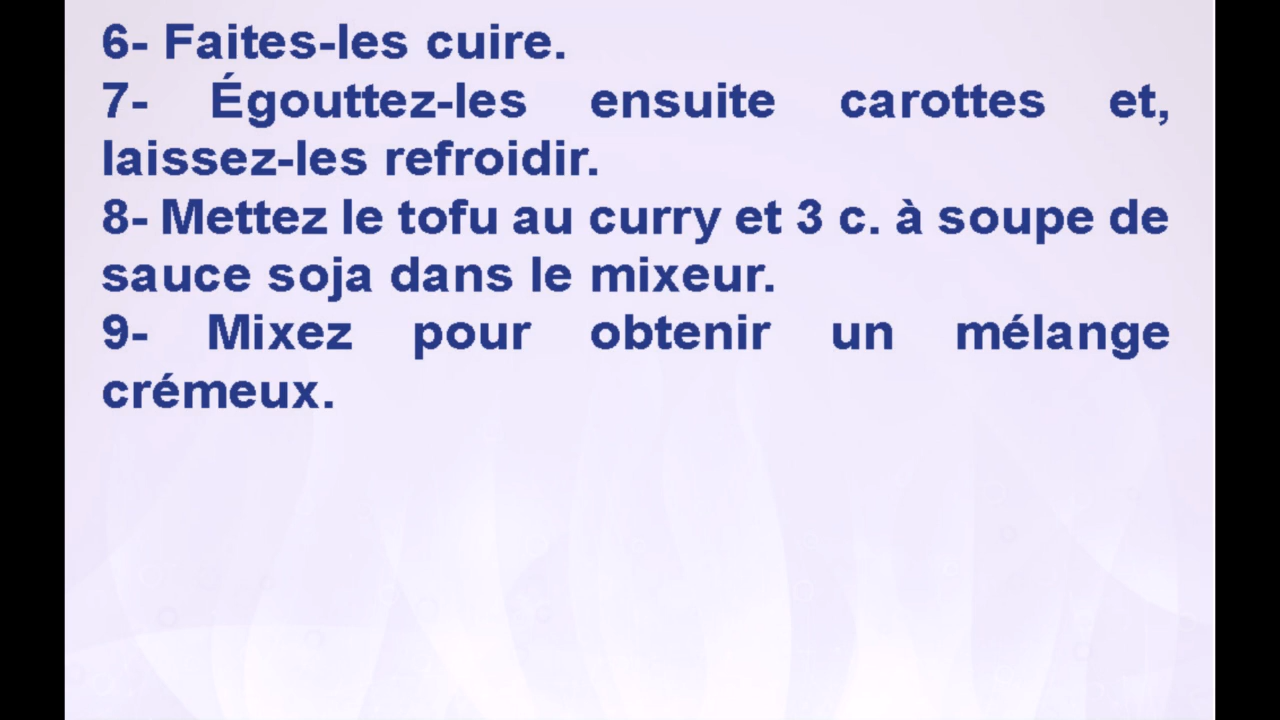 6- Faites-les cuire.
7- Égouttez-les ensuite carottes et,
laissez-les refroidir.
8- Mettez le tofu au curry et 3 c. à soupe de
sauce soja dans le mixeur.
9- Mixez pour obtenir un mélange
crémeux.